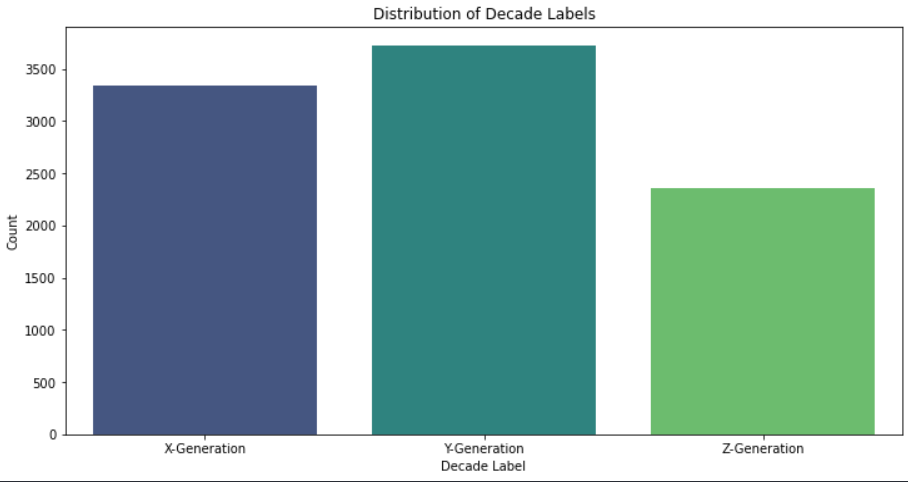 Distribution of Decade Labels
3500
3000
2500
2000
1500
1000
500
0
Count
X-Generation Y-Generation Z-Generation
Decade Label